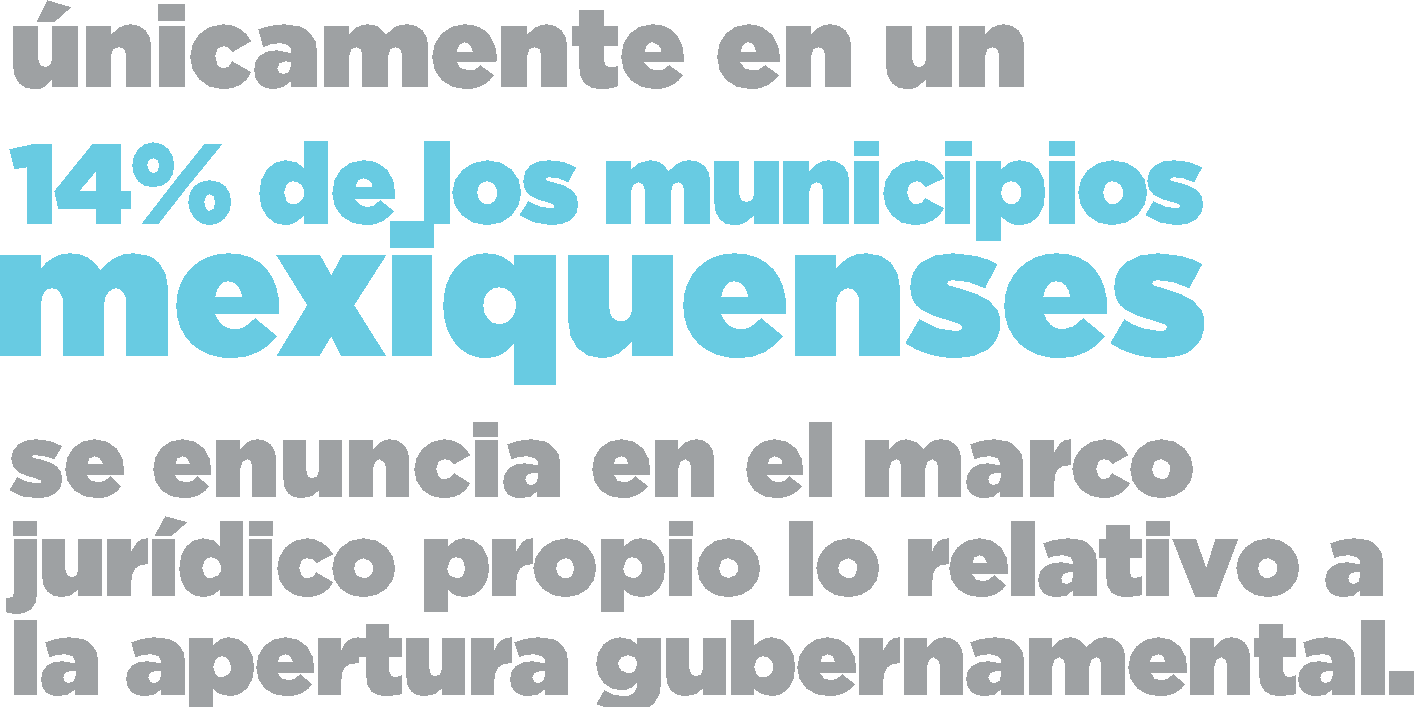 únicamente en un
14% de los municipios
mexiquenses
se enuncia en el marco
jurídico propio lo relativo a
la apertura gubernamental.